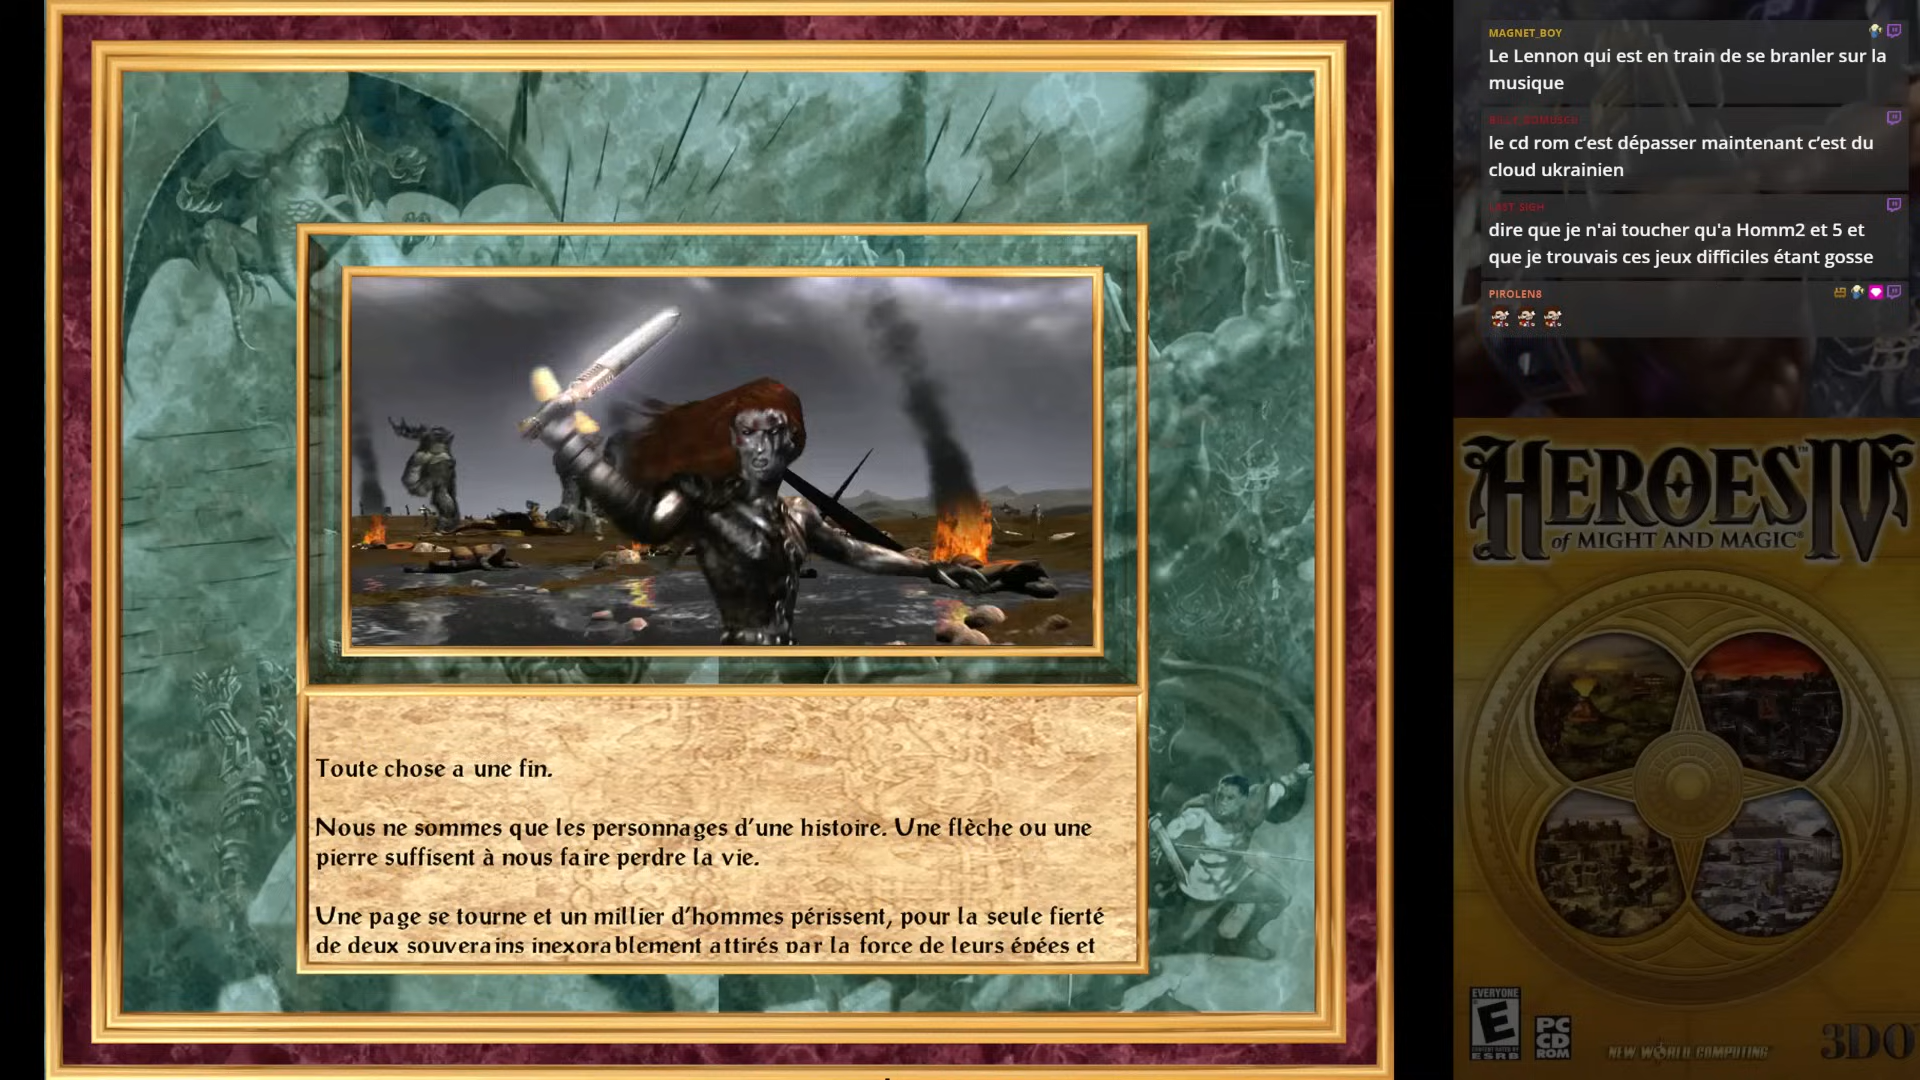 Toute chose a une fin.
Nous ne sommes que les personnages d'une histoire. Une flèche ou une
pierre suffisent à nous faire perdre la vie.
Une page se tourne et un millier d'hommes périssent, pour la seule fierté
de deux souverains inexorablement attirés par la force de leurs épées et
MAGNET_BOY
Le Lennon qui est en train de se branler sur la
musique
le cd rom c'est dépasser maintenant c'est du
cloud ukrainien
LAST_SIGH
dire que je n'ai toucher qu'a Homm2 et 5 et
que je trouvais ces jeux difficiles étant gosse
PIROLEN8
HEROES IV
of MIGHT AND MAGIC
EVERYONE
E
ESRB
PC
CD
ROM
NEW WORLD COMPUTING
3DO